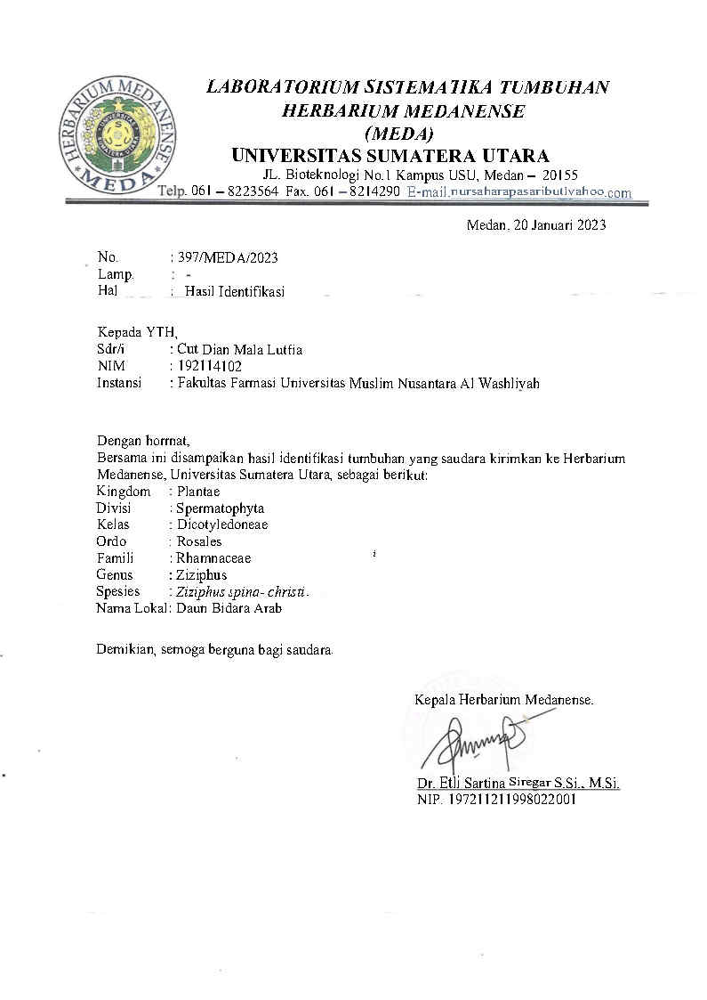 LABORATORIUM SISTEMATIKA TUMBUHAN
HERBARIUM MEDANENSE
(MEDA)
UNIVERSITAS SUMATERA UTARA
JL. Bioteknologi No.1 Kampus USU, Medan – 20155
Telp. 061 – 8223564 Fax. 061 – 8214290 E-mail.nursaharapasaribu@yahoo.com
HERBARIUM MEDANENSE
* MEDA *
UNIVERSITAS SUMATERA UTARA
Medan, 20 Januari 2023
No. : 397/MEDA/2023
Lamp. : -
Hal : Hasil Identifikasi
Kepada YTH,
Sdr/i : Cut Dian Mala Lutfia
NIM : 192114102
Instansi : Fakultas Farmasi Universitas Muslim Nusantara Al Washliyah
Dengan hormat,
Bersama ini disampaikan hasil identifikasi tumbuhan yang saudara kirimkan ke Herbarium
Medanense, Universitas Sumatera Utara, sebagai berikut:
Kingdom : Plantae
Divisi : Spermatophyta
Kelas : Dicotyledoneae
Ordo : Rosales
Famili : Rhamnaceae
Genus : Ziziphus
Spesies : Ziziphus spina- christi.
Nama Lokal: Daun Bidara Arab
Demikian, semoga berguna bagi saudara.
Kepala Herbarium Medanense.
Dr. Etti Sartina Siregar S.Si., M.Si.
NIP. 197211211998022001